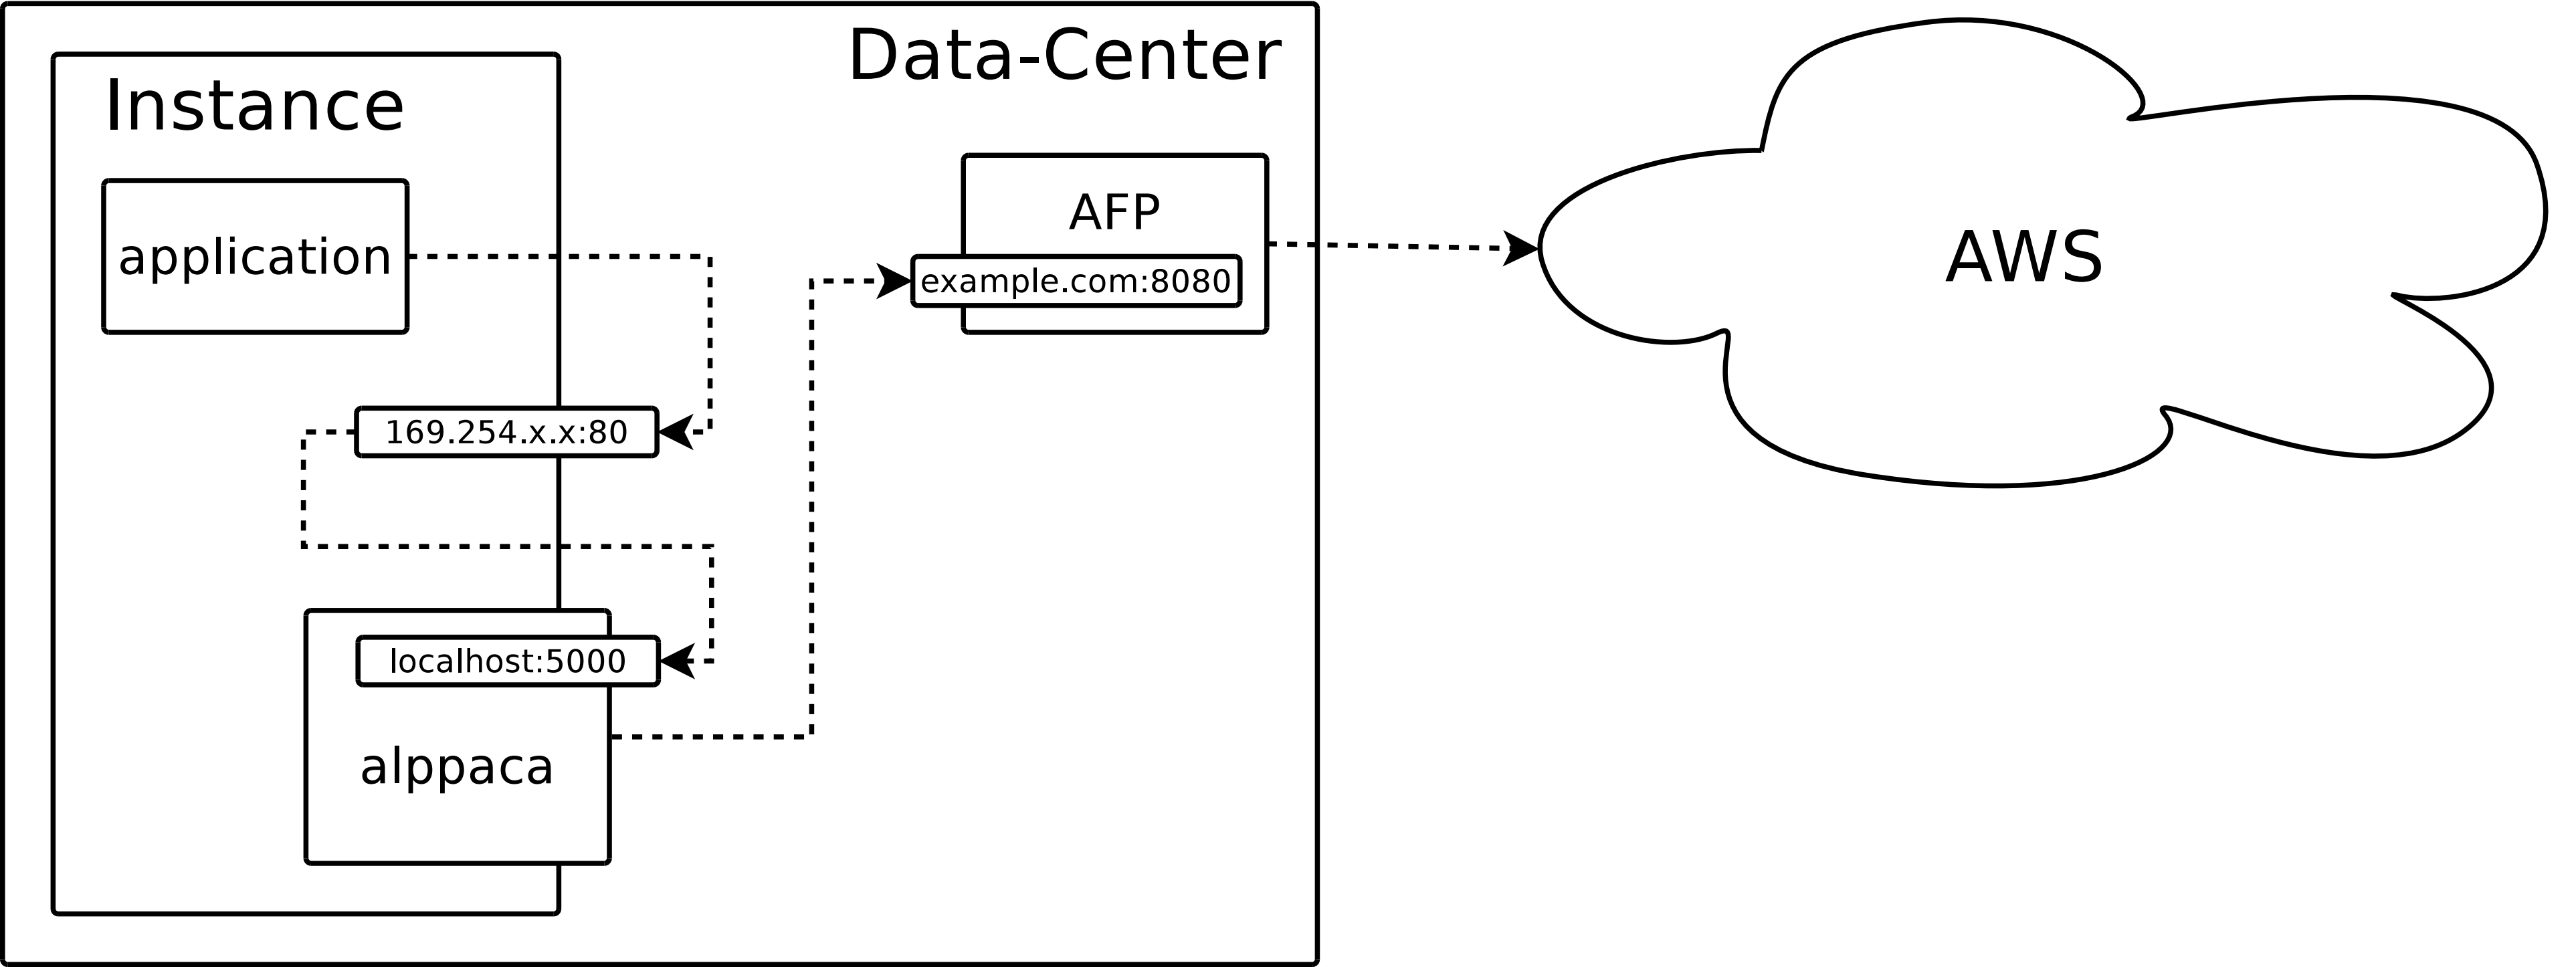 Data-Center
Instance
application
AFP
example.com:8080
AWS
169.254.x.x:80
localhost:5000
alppaca